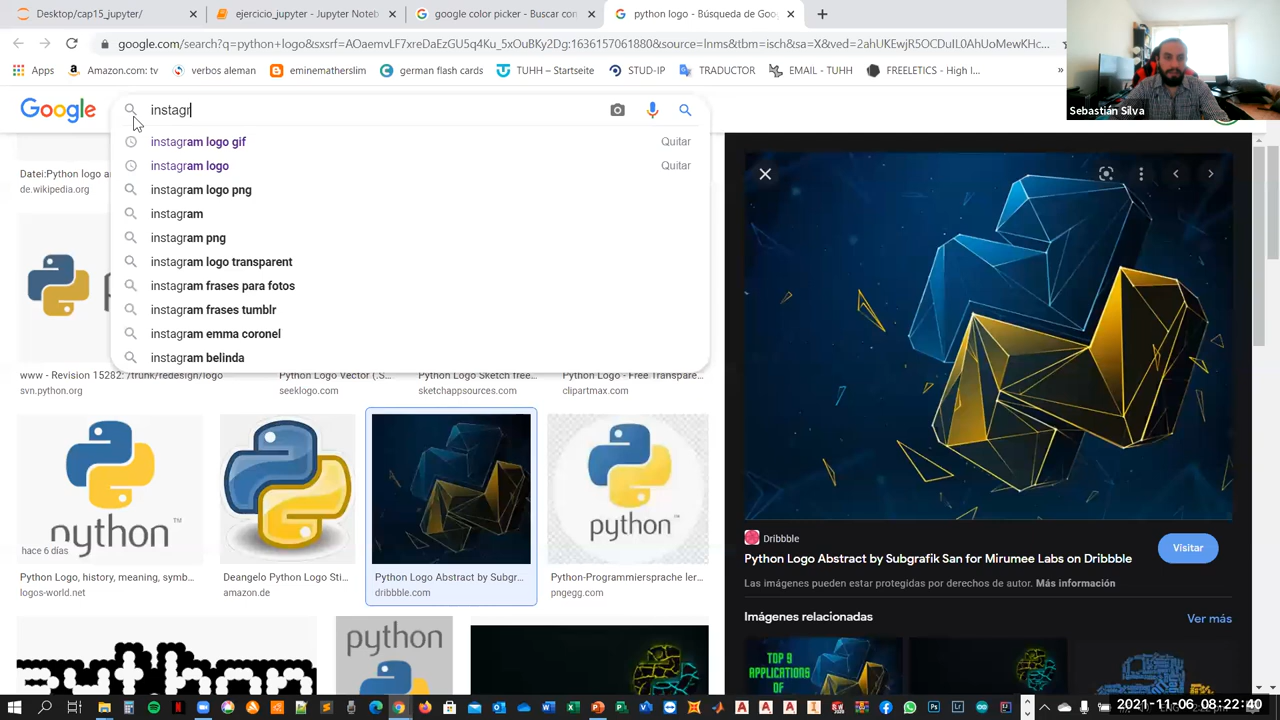 Desktop/cap15_jupyter/
ejercicio_jupyter - Jupyter Noteb
google color picker - Buscar con
python logo - Búsqueda de Goo
google.com/search?q=python+logo&sxsrf=AOaemvLF7xreDaEzGU5q4Ku_5xOuBKy2Dg:1636157061880&source=lnms&tbm=isch&sa=X&ved=2ahUKEwjR5OCDuIL0AhUoMewKHc...
Apps
Amazon.com: tv
verbos aleman
eminematherslim
german flash cards
TUHH – Startseite
STUD-IP
TRADUCTOR
EMAIL - TUHH
FREELETICS - High I...
»
Sebastián Silva
Google
instagr
instagram logo gif
Quitar
instagram logo
Quitar
instagram logo png
instagram
instagram png
instagram logo transparent
instagram frases para fotos
instagram frases tumblr
instagram emma coronel
instagram belinda
Datei:Python logo a
de.wikipedia.org
www - Revision 15282: /trunk/redesign/logo
svn.python.org
Python Logo Vector (.S...
seeklogo.com
Python Logo Sketch free...
sketchappsources.com
Python Logo - Free Transpare...
clipartmax.com
python™
hace 6 días
python™
Python Logo, history, meaning, symb...
logos-world.net
Deangelo Python Logo Sti...
amazon.de
Python Logo Abstract by Subgr...
dribbble.com
Python-Programmiersprache ler...
pngegg.com
python
python
Dribbble
Python Logo Abstract by Subgrafik San for Mirumee Labs on Dribbble
Visitar
Las imágenes pueden estar protegidas por derechos de autor. Más información
Imágenes relacionadas
Ver más
TOP 9
APPLICATIONS
OF
2021-11-06 08:22:40